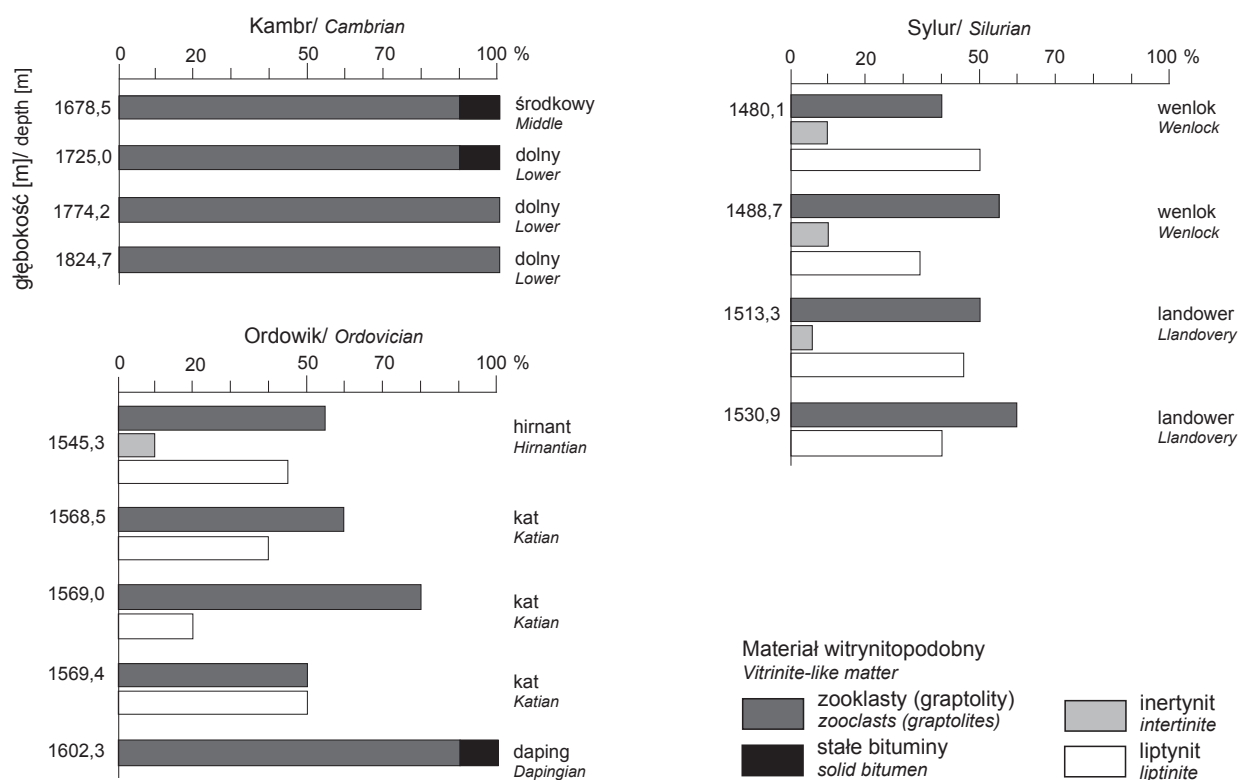 Kambr/ Cambrian
0 20 50 70 100 %
głębokość [m]/ depth [m]
1678,5 środkowy
Middle
1725,0 dolny
Lower
1774,2 dolny
Lower
1824,7 dolny
Lower
Ordowik/ Ordovician
0 20 50 70 100 %
hirnant
1545,3 Hirnantian
1568,5 kat
Katian
1569,0 kat
Katian
1569,4 kat
Katian
1602,3 daping
Dapingian
Sylur/ Silurian
0 20 50 70 100 %
1480,1 wenlok
Wenlock
1488,7 wenlok
Wenlock
1513,3 landower
Llandovery
1530,9 landower
Llandovery
Materiał witrynitopodobny
Vitrinite-like matter
zooklasty (graptolity)
zooclasts (graptolites)
stałe bituminy
solid bitumen
inertynit
intertinite
liptynit
liptinite